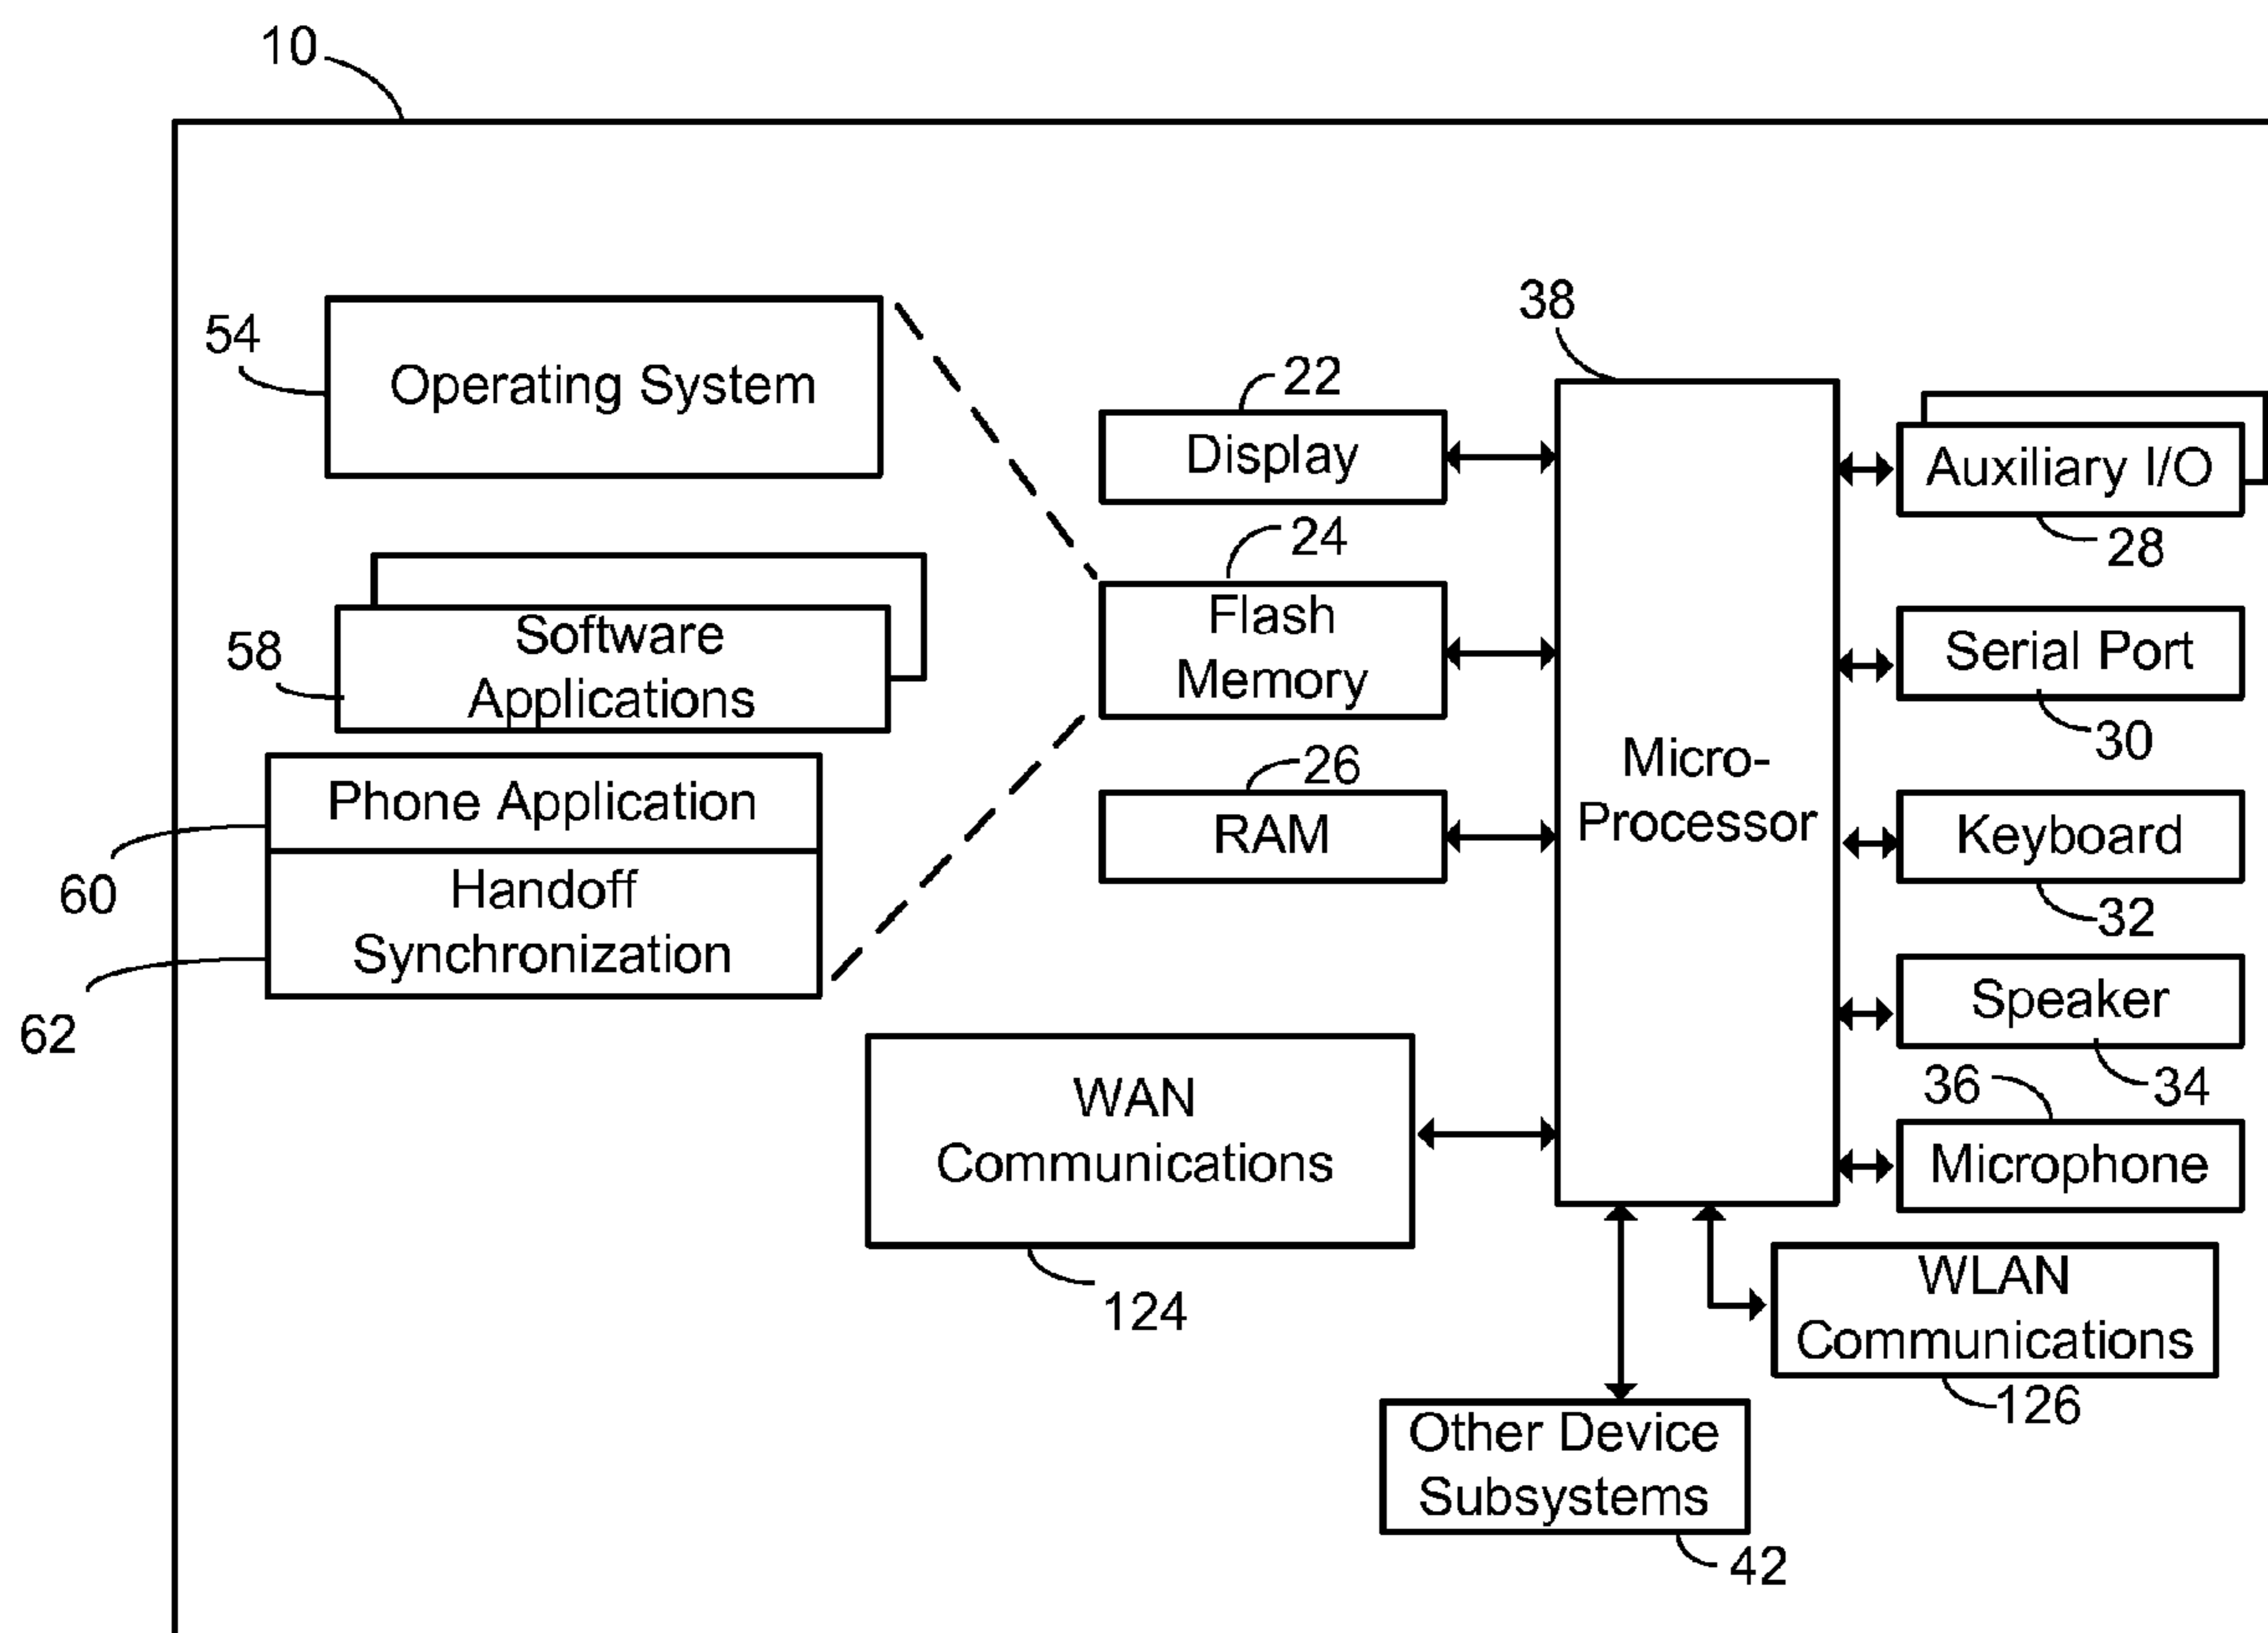 10
38
54
Operating System
22
Display
Auxiliary I/O
28
24
Flash
Memory
58
Software
Applications
Serial Port
30
Micro-
Processor
26
RAM
Phone Application
60
Handoff
Synchronization
62
Keyboard
32
Speaker
34
36
Microphone
WAN
Communications
124
WLAN
Communications
126
Other Device
Subsystems
42